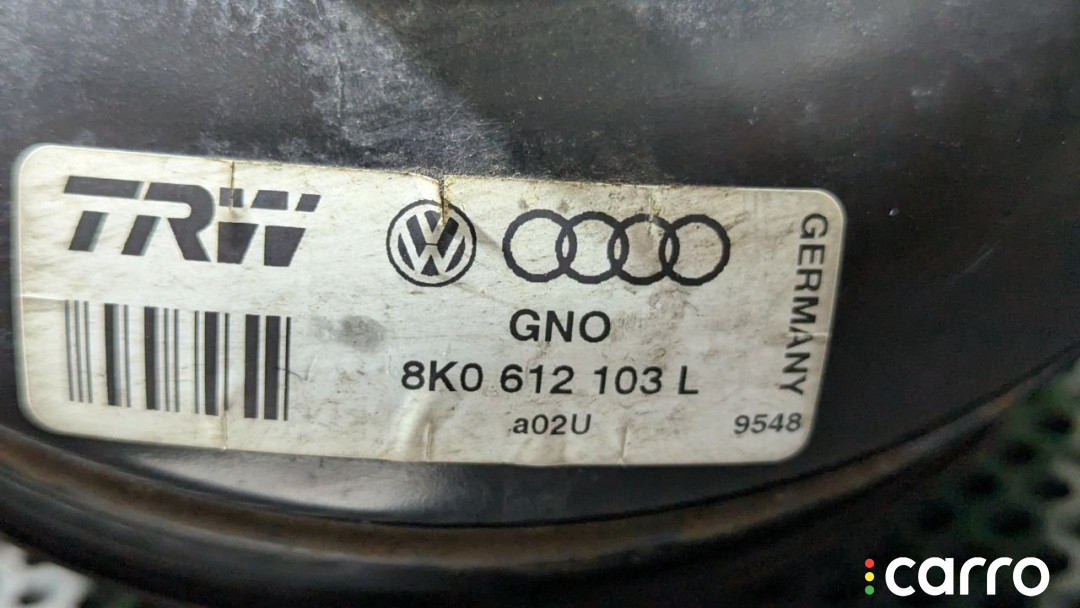 TRW
GNO
8K0 612 103 L
a02U
9548
GERMANY
carro